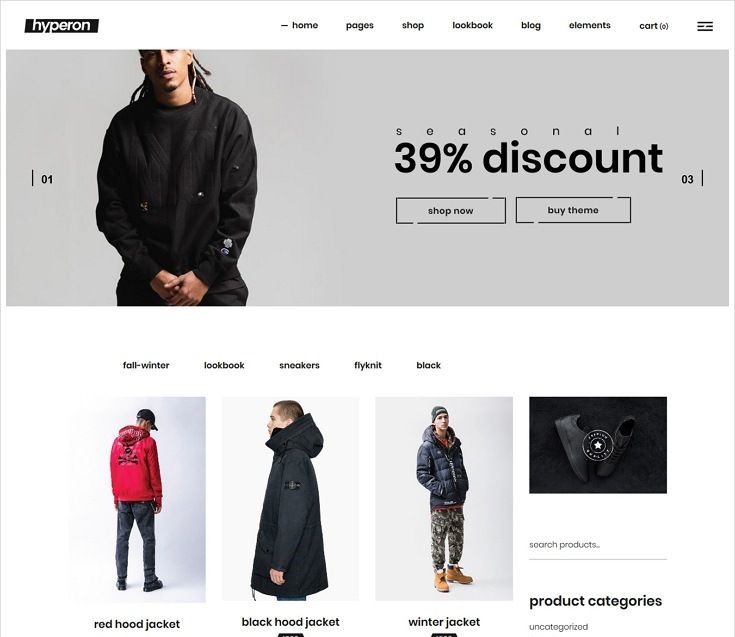 hyperon
home pages shop lookbook blog elements cart (0)
seasonal
39% discount
01
03
shop now buy theme
fall-winter lookbook sneakers flyknit black
search products...
red hood jacket
black hood jacket
winter jacket
product categories
uncategorized